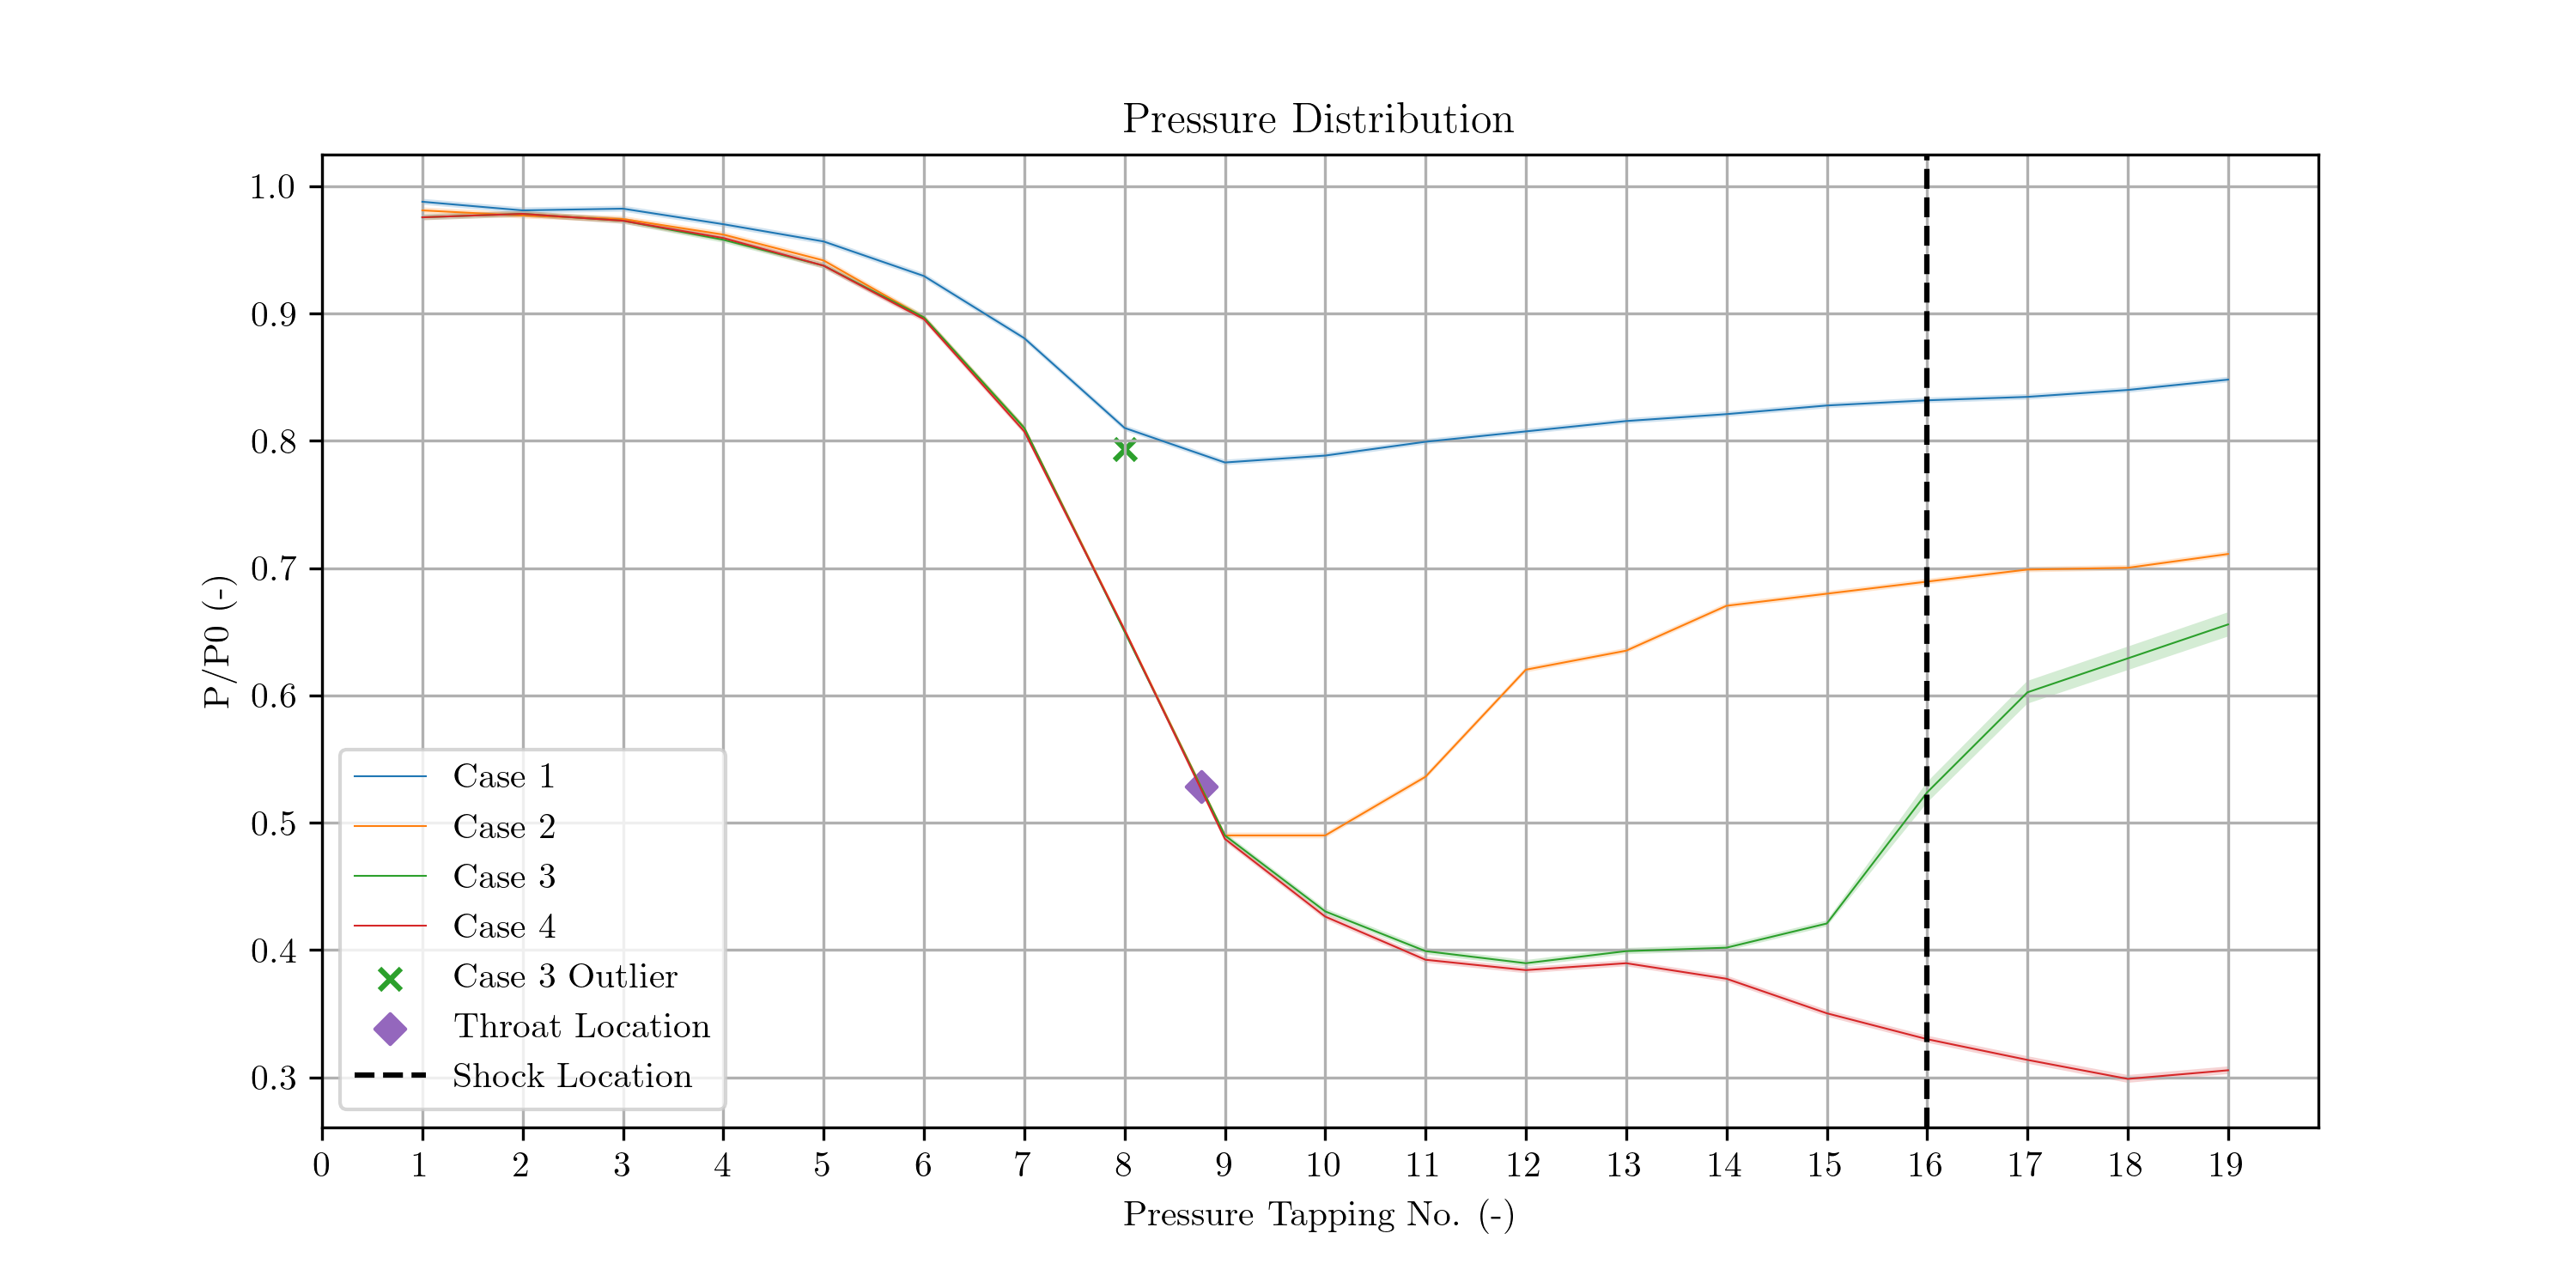 Pressure Distribution
1.0
0.9
0.8
0.7
0.6
0.5
0.4
0.3
P/P0 (-)
Case 1
Case 2
Case 3
Case 4
Case 3 Outlier
Throat Location
Shock Location
0 1 2 3 4 5 6 7 8 9 10 11 12 13 14 15 16 17 18 19
Pressure Tapping No. (-)